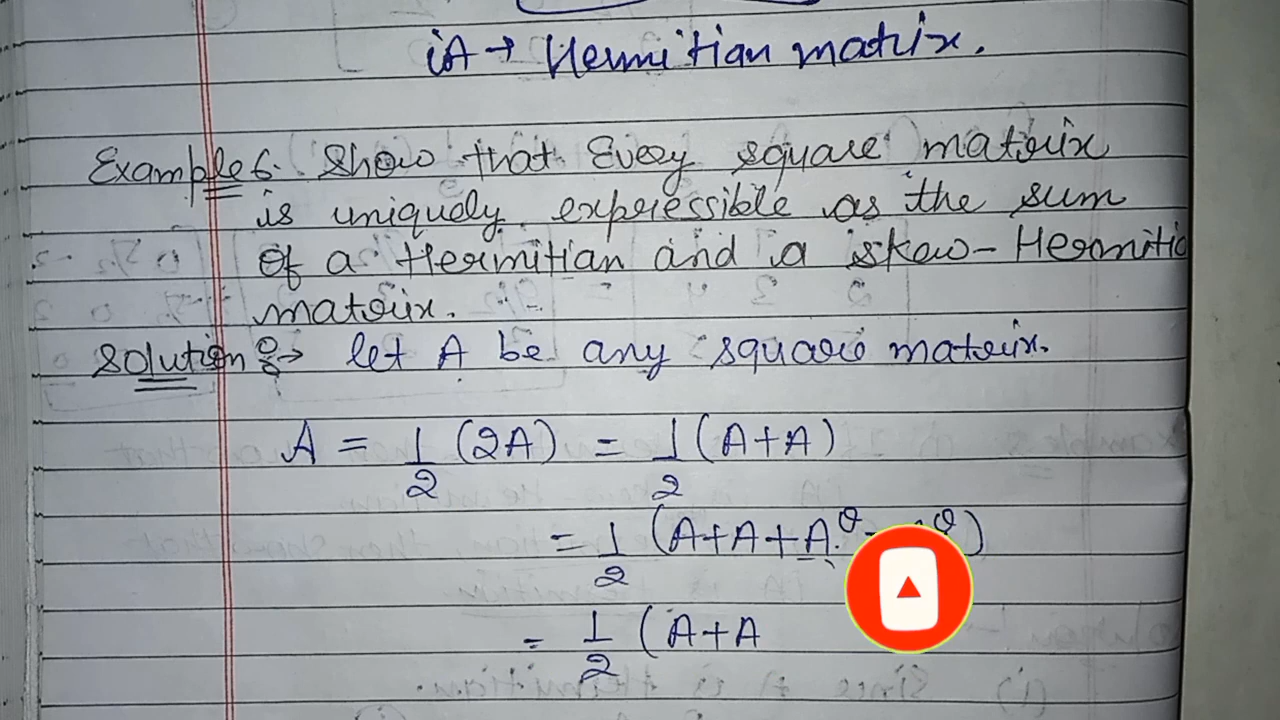 iA → Hermitian matrix.
Example 6. Show that Every square matrix
is uniquely expressible as the sum
of a Hermitian and a skew-Hermitic
matrix.
Solution :→ let A be any square matrix.
A = 1/2 (2A) = 1/2 (A+A)
= 1/2 (A+A+A^θ - A^θ)
= 1/2 (A+A